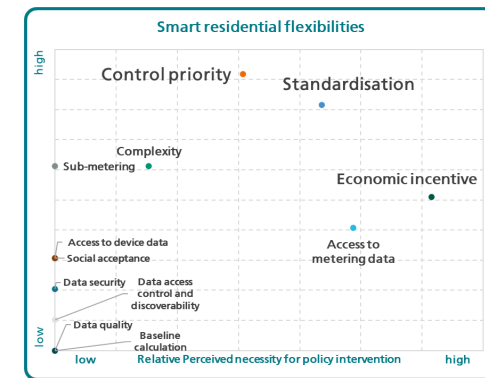 Smart residential flexibilities
high
Control priority
Standardisation
Complexity
Sub-metering
Economic incentive
Access to
metering data
Access to device data
Social acceptance
Data security
Data access
control and
discoverability
Data quality
Baseline
calculation
low
low
Relative Perceived necessity for policy intervention
high